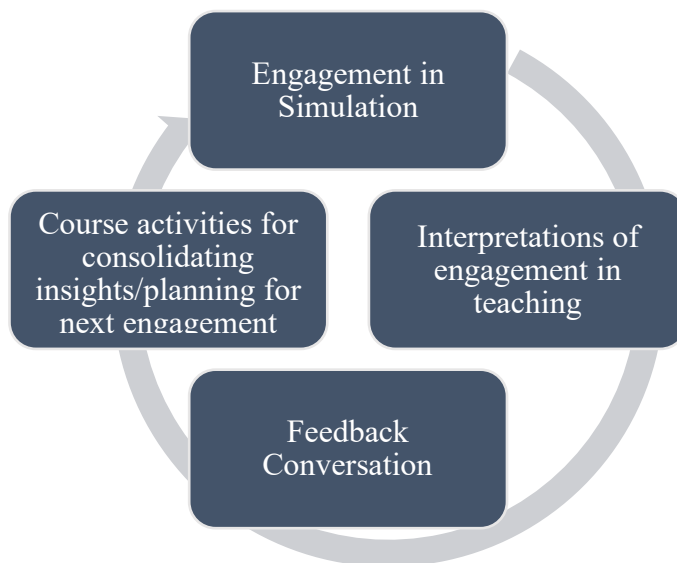 Engagement in
Simulation
Interpretations of
engagement in
teaching
Feedback
Conversation
Course activities for
consolidating
insights/planning for
next engagement